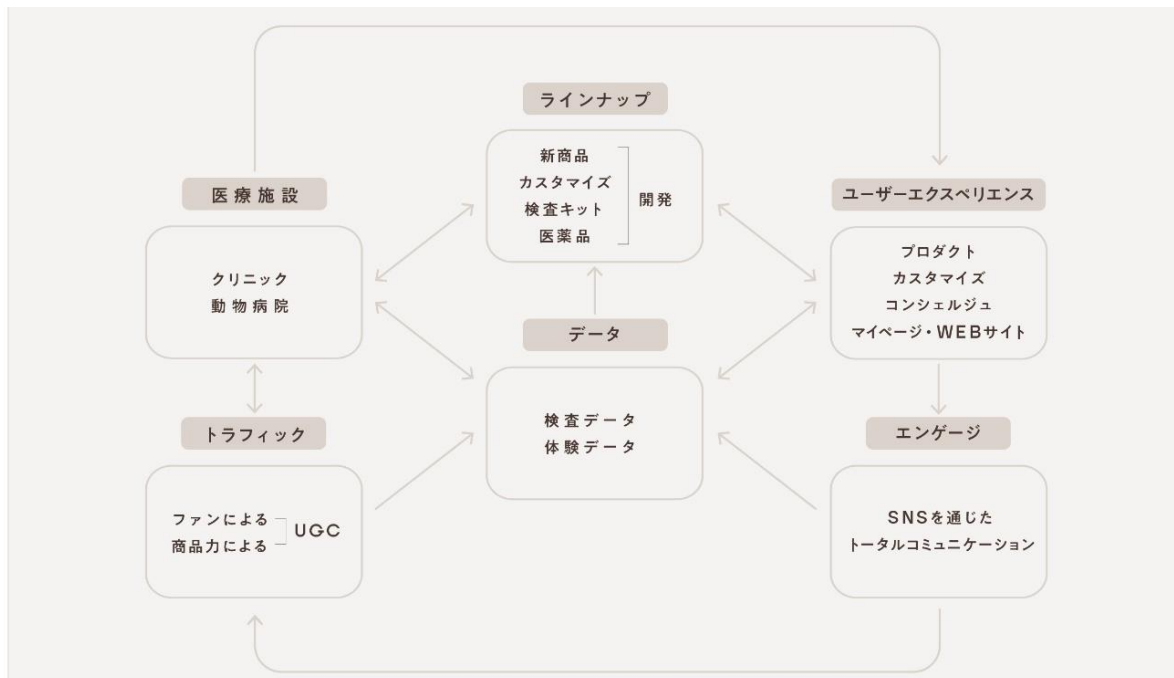 ラインナップ
新商品
カスタマイズ
検査キット
医薬品
開発
医療施設
クリニック
動物病院
ユーザーエクスペリエンス
プロダクト
カスタマイズ
コンシェルジュ
マイページ・WEBサイト
データ
検査データ
体験データ
トラフィック
ファンによる
商品力による
UGC
エンゲージ
SNSを通じた
トータルコミュニケーション